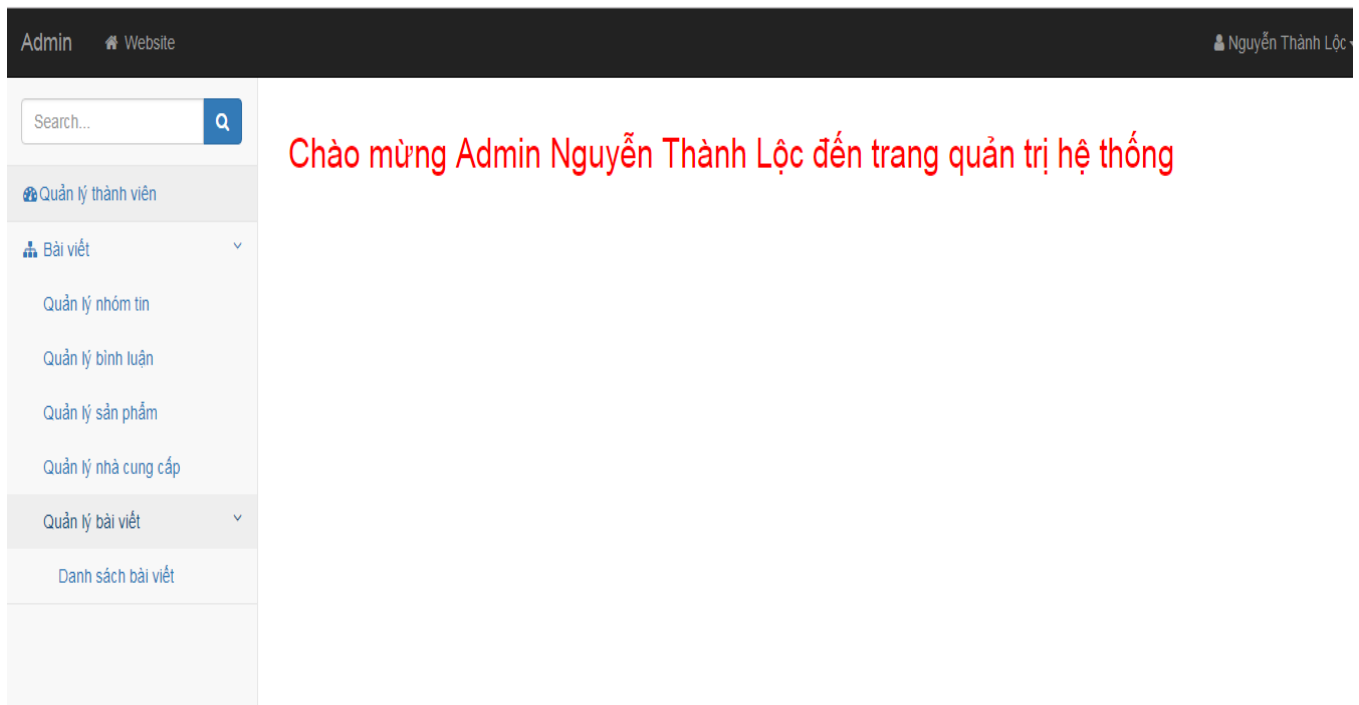 Admin Website Nguyễn Thành Lộc
Search...
Chào mừng Admin Nguyễn Thành Lộc đến trang quản trị hệ thống
Quản lý thành viên
Bài viết
Quản lý nhóm tin
Quản lý bình luận
Quản lý sản phẩm
Quản lý nhà cung cấp
Quản lý bài viết
Danh sách bài viết